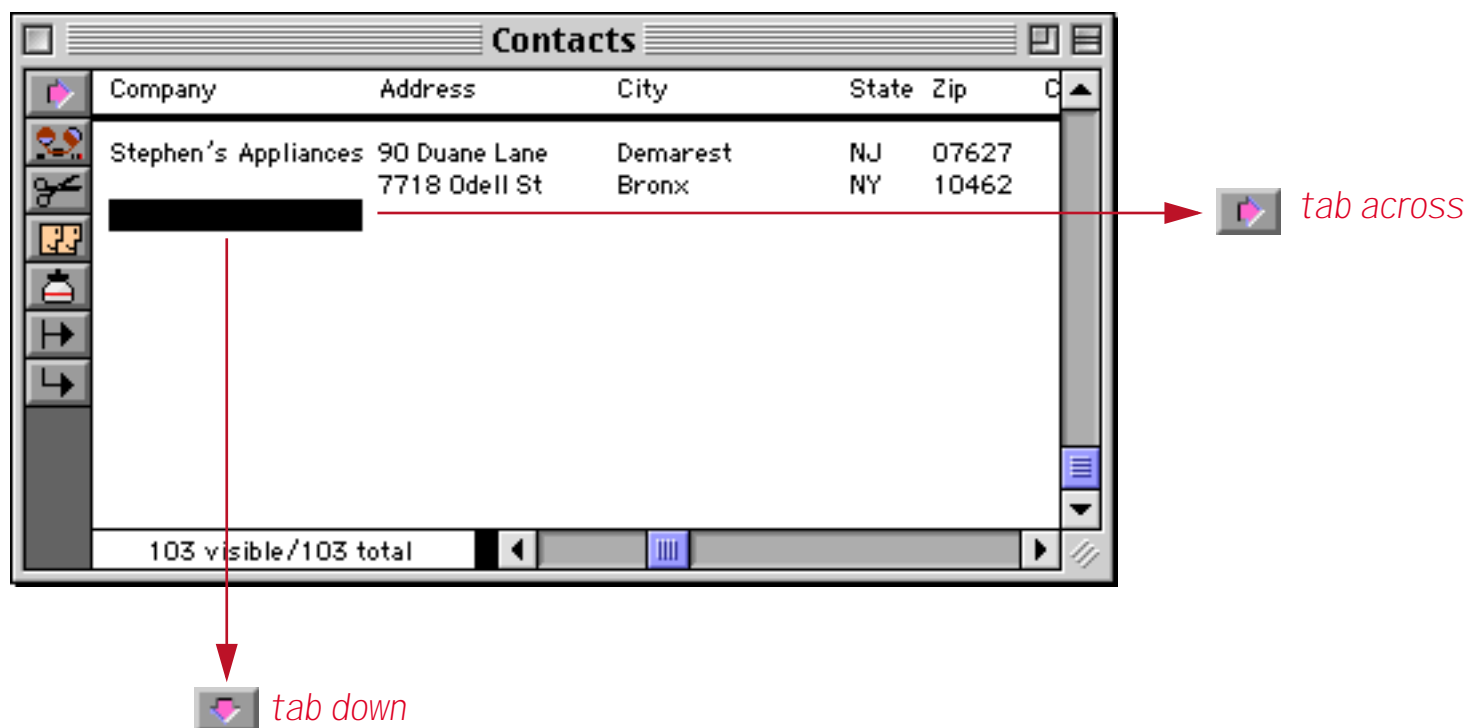 Contacts
Company Address City State Zip C
Stephen's Appliances 90 Duane Lane Demarest NJ 07627
7718 Odell St Bronx NY 10462
tab across
103 visible/103 total
tab down